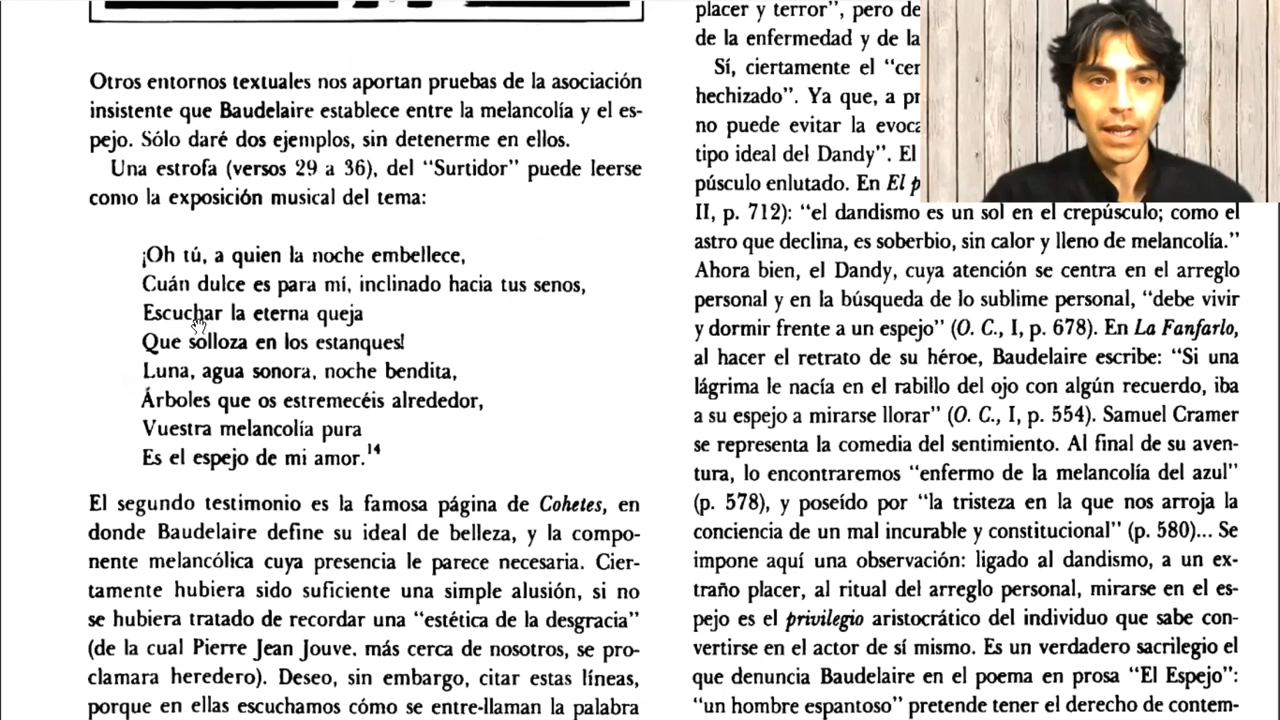 Otros entornos textuales nos aportan pruebas de la asociación
insistente que Baudelaire establece entre la melancolía y el es-
pejo. Sólo daré dos ejemplos, sin detenerme en ellos.
Una estrofa (versos 29 a 36), del “Surtidor” puede leerse
como la exposición musical del tema:
¡Oh tú, a quien la noche embellece,
Cuán dulce es para mí, inclinado hacia tus senos,
Escuchar la eterna queja
Que solloza en los estanques!
Luna, agua sonora, noche bendita,
Árboles que os estremecéis alrededor,
Vuestra melancolía pura
Es el espejo de mi amor.14
El segundo testimonio es la famosa página de Cohetes, en
donde Baudelaire define su ideal de belleza, y la compo-
nente melancólica cuya presencia le parece necesaria. Cier-
tamente hubiera sido suficiente una simple alusión, si no
se hubiera tratado de recordar una “estética de la desgracia”
(de la cual Pierre Jean Jouve. más cerca de nosotros, se pro-
clamara heredero). Deseo, sin embargo, citar estas líneas,
porque en ellas escuchamos cómo se entre-llaman la palabra
placer y terror”, pero de
de la enfermedad y de la
Sí, ciertamente el “cer
hechizado”. Ya que, a pr
no puede evitar la evoca
tipo ideal del Dandy”. El
púsculo enlutado. En El p
II, p. 712): “el dandismo es un sol en el crepúsculo; como el
astro que declina, es soberbio, sin calor y lleno de melancolía.”
Ahora bien, el Dandy, cuya atención se centra en el arreglo
personal y en la búsqueda de lo sublime personal, “debe vivir
y dormir frente a un espejo” (O. C., I, p. 678). En La Fanfarlo,
al hacer el retrato de su héroe, Baudelaire escribe: “Si una
lágrima le nacía en el rabillo del ojo con algún recuerdo, iba
a su espejo a mirarse llorar” (O. C., I, p. 554). Samuel Cramer
se representa la comedia del sentimiento. Al final de su aven-
tura, lo encontraremos “enfermo de la melancolía del azul”
(p. 578), y poseído por “la tristeza en la que nos arroja la
conciencia de un mal incurable y constitucional” (p. 580)... Se
impone aquí una observación: ligado al dandismo, a un ex-
traño placer, al ritual del arreglo personal, mirarse en el es-
pejo es el privilegio aristocrático del individuo que sabe con-
vertirse en el actor de sí mismo. Es un verdadero sacrilegio el
que denuncia Baudelaire en el poema en prosa “El Espejo”:
“un hombre espantoso” pretende tener el derecho de contem-